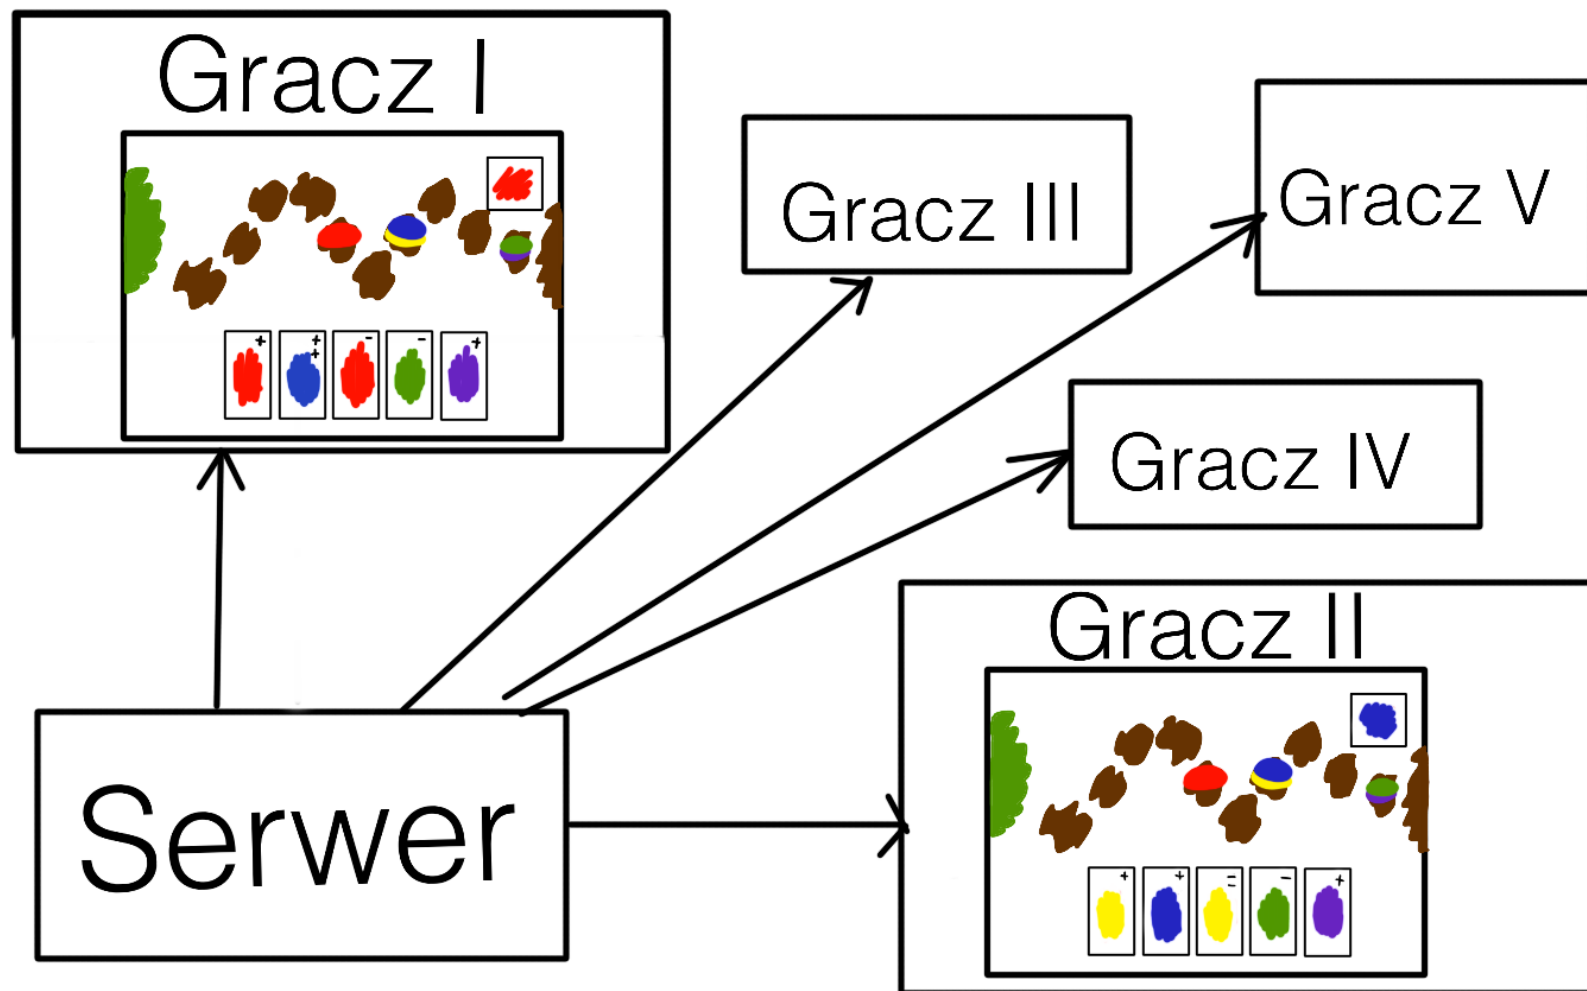 Gracz I
+ + + - - +
Gracz III
Gracz V
Gracz IV
Gracz II
+ + = - +
Serwer